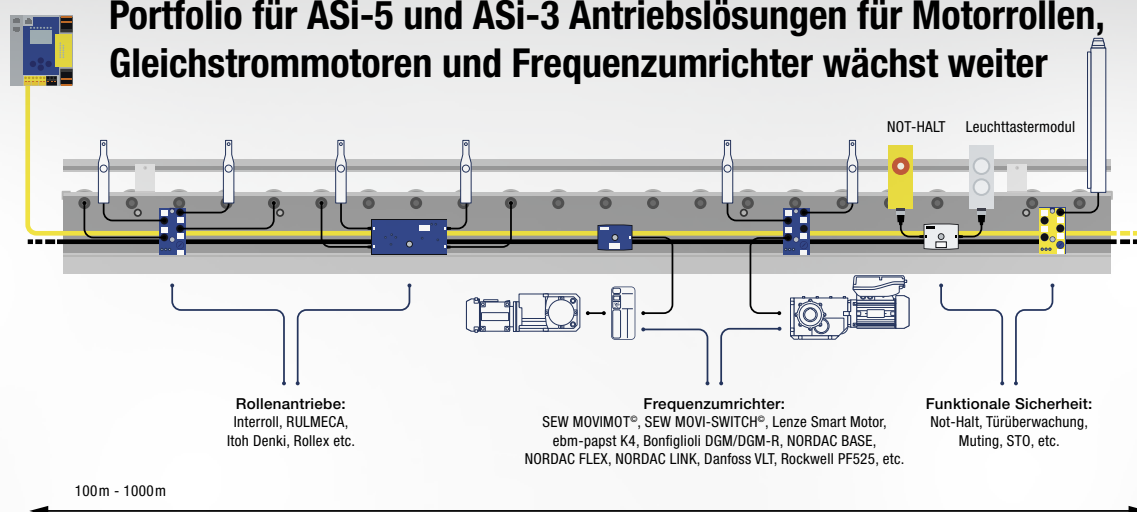 Portfolio für ASi-5 und ASi-3 Antriebslösungen für Motorrollen,
Gleichstrommotoren und Frequenzumrichter wächst weiter
NOT-HALT
Leuchttastermodul
Rollenantriebe:
Interroll, RULMECA,
Itoh Denki, Rollex etc.
Frequenzumrichter:
SEW MOVIMOT©, SEW MOVI-SWITCH©, Lenze Smart Motor,
ebm-papst K4, Bonfiglioli DGM/DGM-R, NORDAC BASE,
NORDAC FLEX, NORDAC LINK, Danfoss VLT, Rockwell PF525, etc.
Funktionale Sicherheit:
Not-Halt, Türüberwachung,
Muting, STO, etc.
100m - 1000m